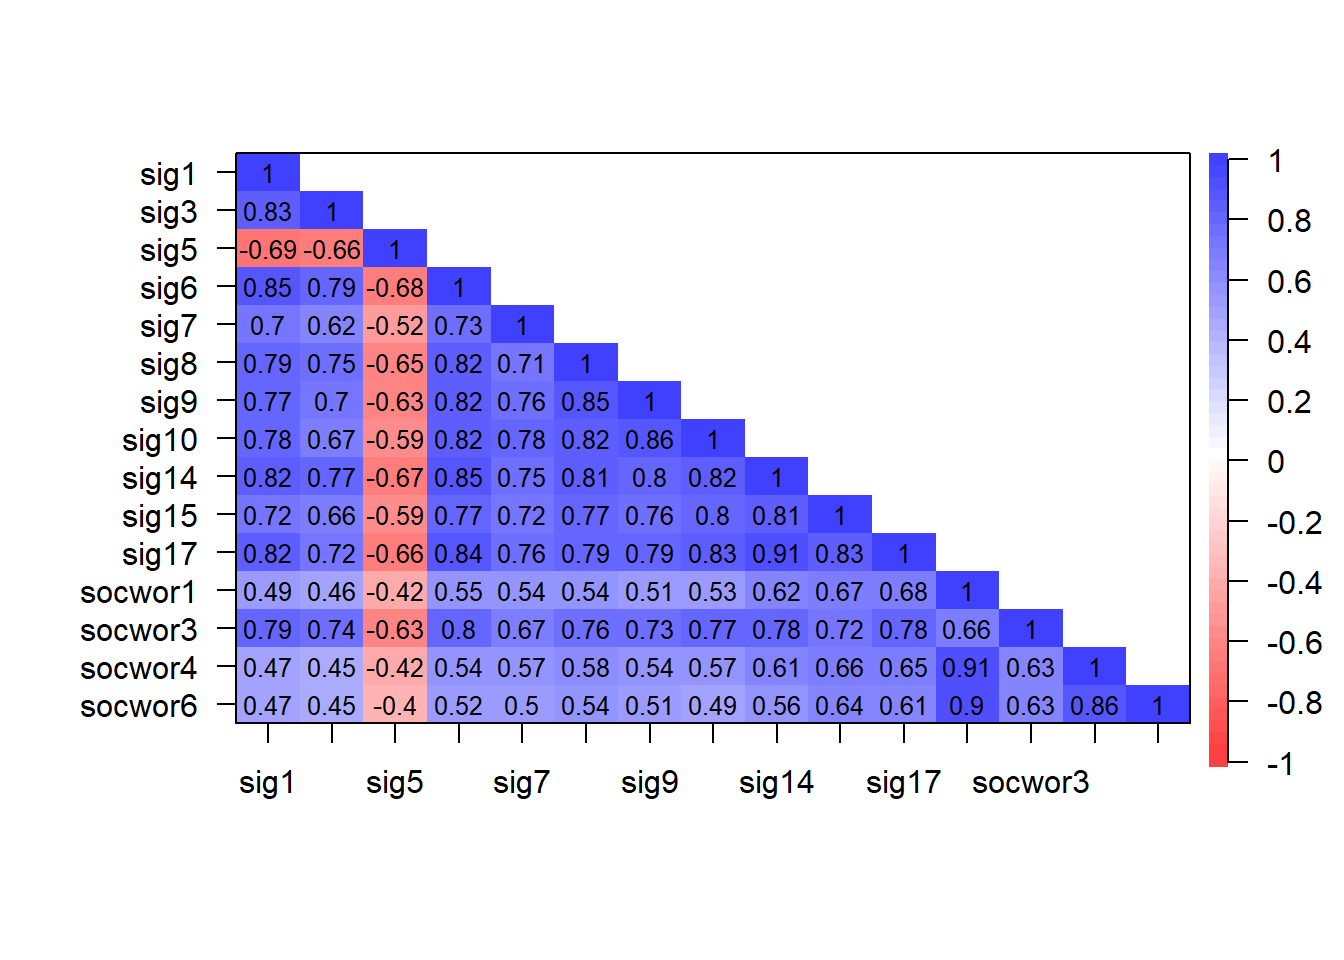 sig1 1
sig3 0.83 1
sig5 -0.69 -0.66 1
sig6 0.85 0.79 -0.68 1
sig7 0.7 0.62 -0.52 0.73 1
sig8 0.79 0.75 -0.65 0.82 0.71 1
sig9 0.77 0.7 -0.63 0.82 0.76 0.85 1
sig10 0.78 0.67 -0.59 0.82 0.78 0.82 0.86 1
sig14 0.82 0.77 -0.67 0.85 0.75 0.81 0.8 0.82 1
sig15 0.72 0.66 -0.59 0.77 0.72 0.77 0.76 0.8 0.81 1
sig17 0.82 0.72 -0.66 0.84 0.76 0.79 0.79 0.83 0.91 0.83 1
socwor1 0.49 0.46 -0.42 0.55 0.54 0.54 0.51 0.53 0.62 0.67 0.68 1
socwor3 0.79 0.74 -0.63 0.8 0.67 0.76 0.73 0.77 0.78 0.72 0.78 0.66 1
socwor4 0.47 0.45 -0.42 0.54 0.57 0.58 0.54 0.57 0.61 0.66 0.65 0.91 0.63 1
socwor6 0.47 0.45 -0.4 0.52 0.5 0.54 0.51 0.49 0.56 0.64 0.61 0.9 0.63 0.86 1
sig1 sig5 sig7 sig9 sig14 sig17 socwor3
1
0.8
0.6
0.4
0.2
0
-0.2
-0.4
-0.6
-0.8
-1